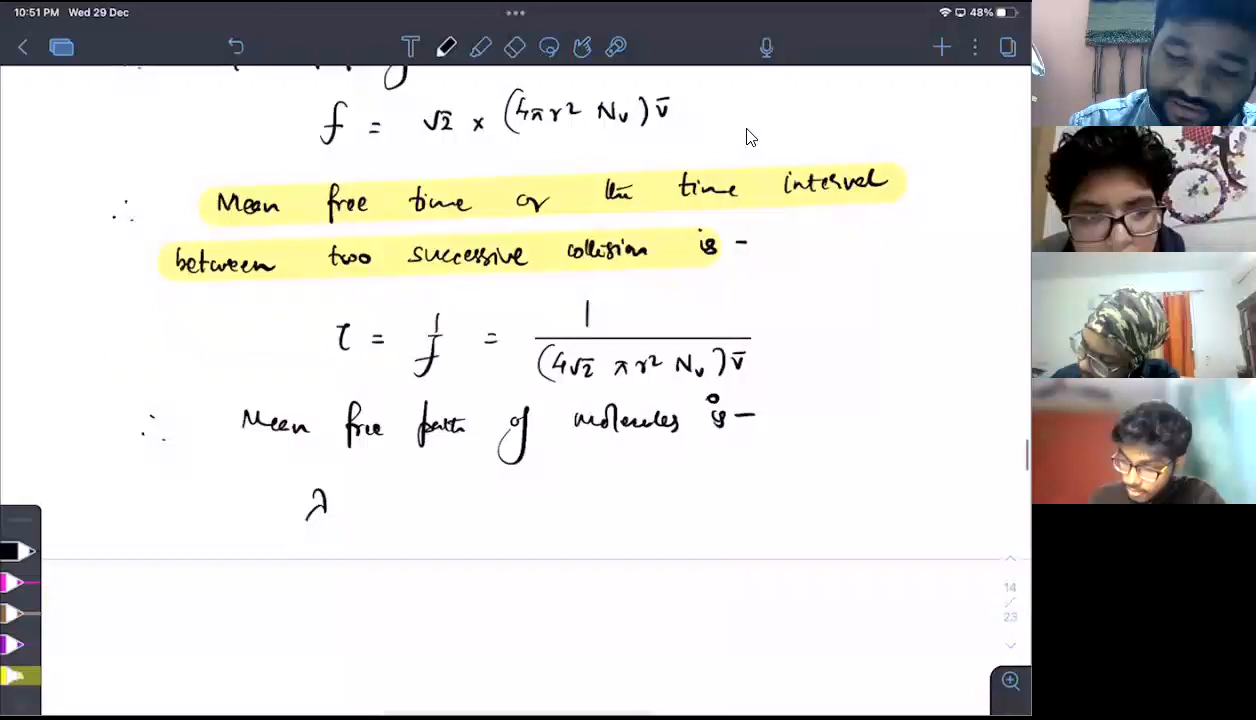 10:51 PM Wed 29 Dec
48%
f = √2 × (4πr² Nᵥ) v̄
∴ Mean free time or the time interval
between two successive collision is -
τ = 1/f = 1/((4√2 πr² Nᵥ) v̄)
∴ Mean free path of molecules is -
λ
14
/
23